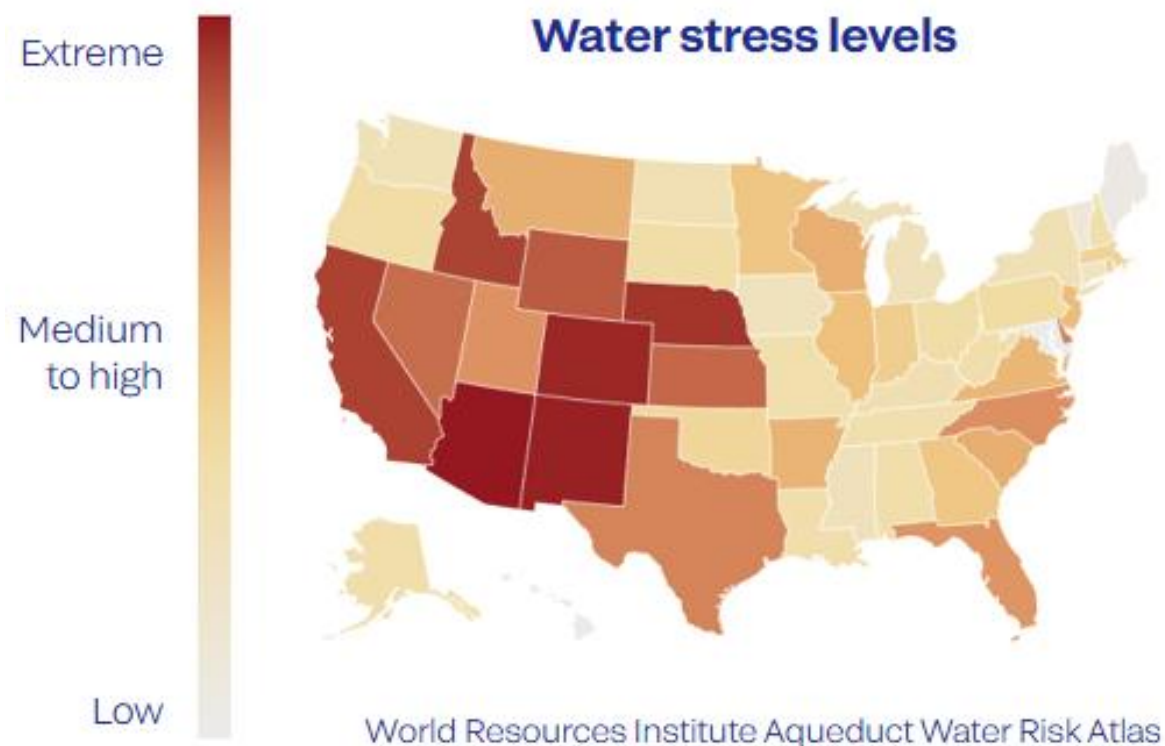 Water stress levels
Extreme
Medium
to high
Low
World Resources Institute Aqueduct Water Risk Atlas